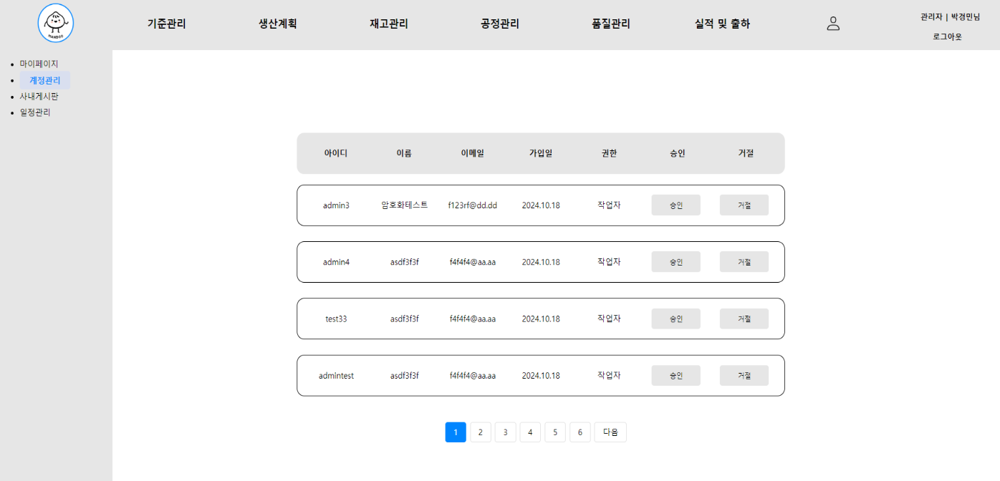 MANDOO
기준관리 생산계획 재고관리 공정관리 품질관리 실적 및 출하
관리자 | 박경민님
로그아웃
마이페이지
계정관리
사내게시판
일정관리
아이디 이름 이메일 가입일 권한 승인 거절
admin3 암호화테스트 f123rf@dd.dd 2024.10.18 작업자 승인 거절
admin4 asdf3f3f f4f4f4@aa.aa 2024.10.18 작업자 승인 거절
test33 asdf3f3f f4f4f4@aa.aa 2024.10.18 작업자 승인 거절
admintest asdf3f3f f4f4f4@aa.aa 2024.10.18 작업자 승인 거절
1 2 3 4 5 6 다음